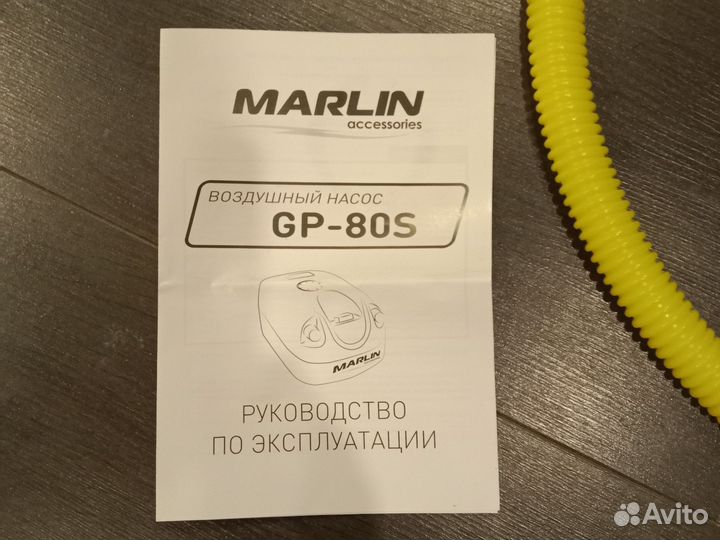 MARLIN
accessories
ВОЗДУШНЫЙ НАСОС
GP-80S
MARLIN
РУКОВОДСТВО
ПО ЭКСПЛУАТАЦИИ
Avito